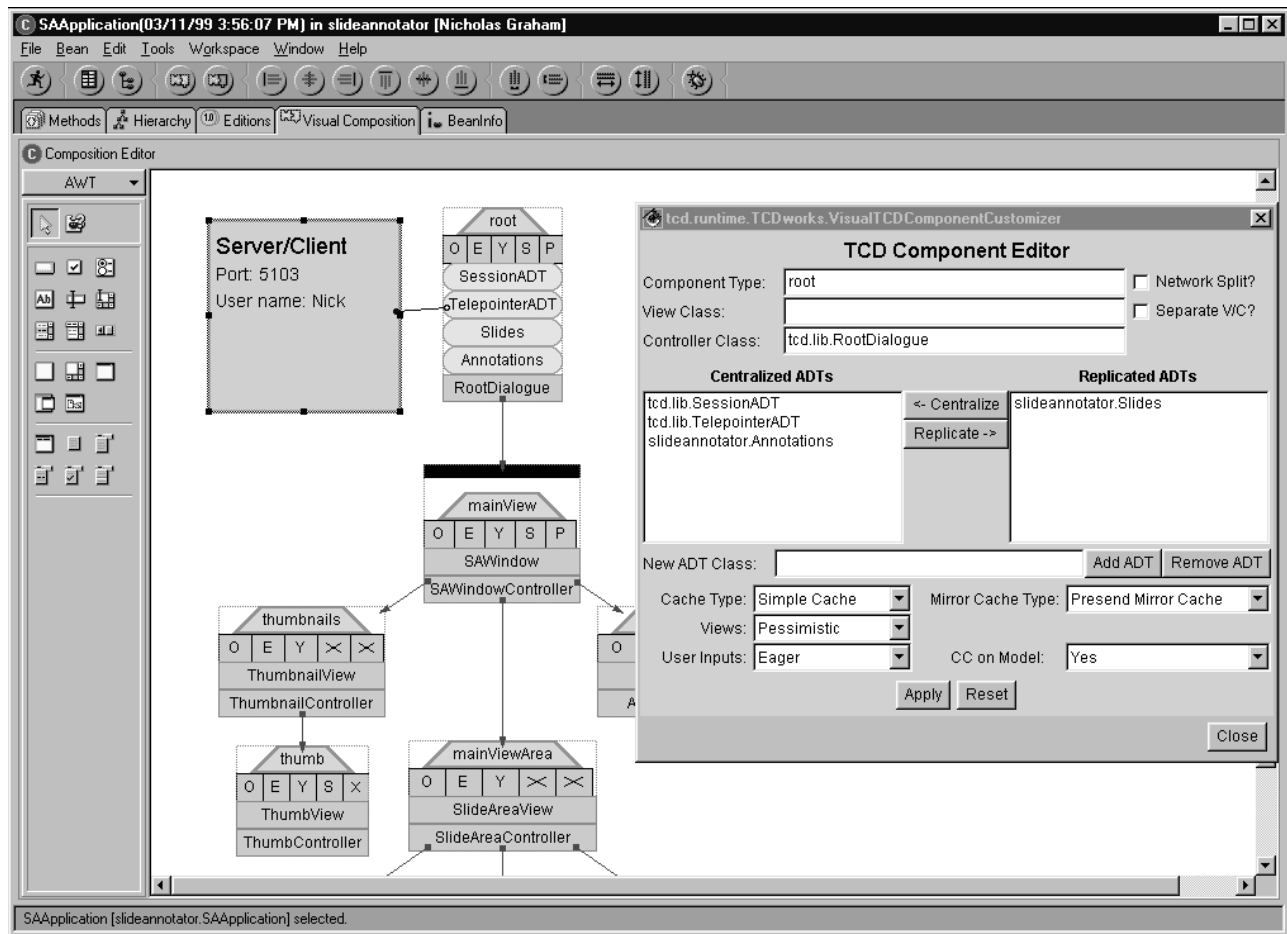 SAApplication(03/11/99 3:56:07 PM) in slideannotator [Nicholas Graham]
File Bean Edit Tools Workspace Window Help
Methods Hierarchy Editions Visual Composition BeanInfo
Composition Editor
AWT
Server/Client
Port: 5103
User name: Nick
root
O E Y S P
SessionADT
TelepointerADT
Slides
Annotations
RootDialogue
mainView
O E Y S P
SAWindow
SAWindowController
thumbnails
O E Y X X
ThumbnailView
ThumbnailController
thumb
O E Y S X
ThumbView
ThumbController
mainViewArea
O E Y X X
SlideAreaView
SlideAreaController
O
A
tcd.runtime.TCDworks.VisualTCDComponentCustomizer
TCD Component Editor
Component Type: root Network Split?
View Class: Separate V/C?
Controller Class: tcd.lib.RootDialogue
Centralized ADTs Replicated ADTs
tcd.lib.SessionADT <- Centralize slideannotator.Slides
tcd.lib.TelepointerADT
slideannotator.Annotations Replicate ->
New ADT Class: Add ADT Remove ADT
Cache Type: Simple Cache Mirror Cache Type: Presend Mirror Cache
Views: Pessimistic
User Inputs: Eager CC on Model: Yes
Apply Reset
Close
SAApplication [slideannotator.SAApplication] selected.